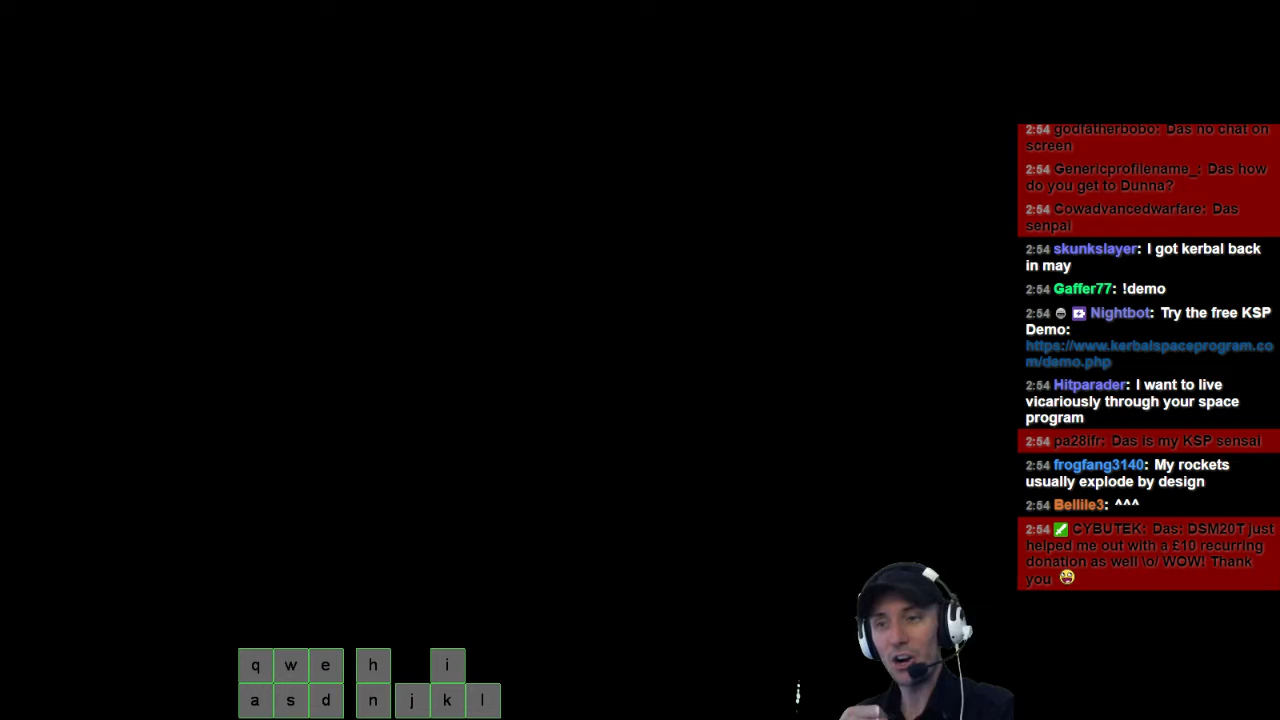 2:54 godfatherbobo: Das no chat on
screen
2:54 Genericprofilename_: Das how
do you get to Dunna?
2:54 Cowadvancedwarfare: Das
senpai
2:54 skunkslayer: I got kerbal back
in may
2:54 Gaffer77: !demo
2:54 Nightbot: Try the free KSP
Demo:
https://www.kerbalspaceprogram.co
m/demo.php
2:54 Hitparader: I want to live
vicariously through your space
program
2:54 pa28lfr: Das is my KSP sensai
2:54 frogfang3140: My rockets
usually explode by design
2:54 Bellile3: ^^^
2:54 CYBUTEK: Das: DSM20T just
helped me out with a £10 recurring
donation as well \o/ WOW! Thank
you
q w e h i
a s d n j k l